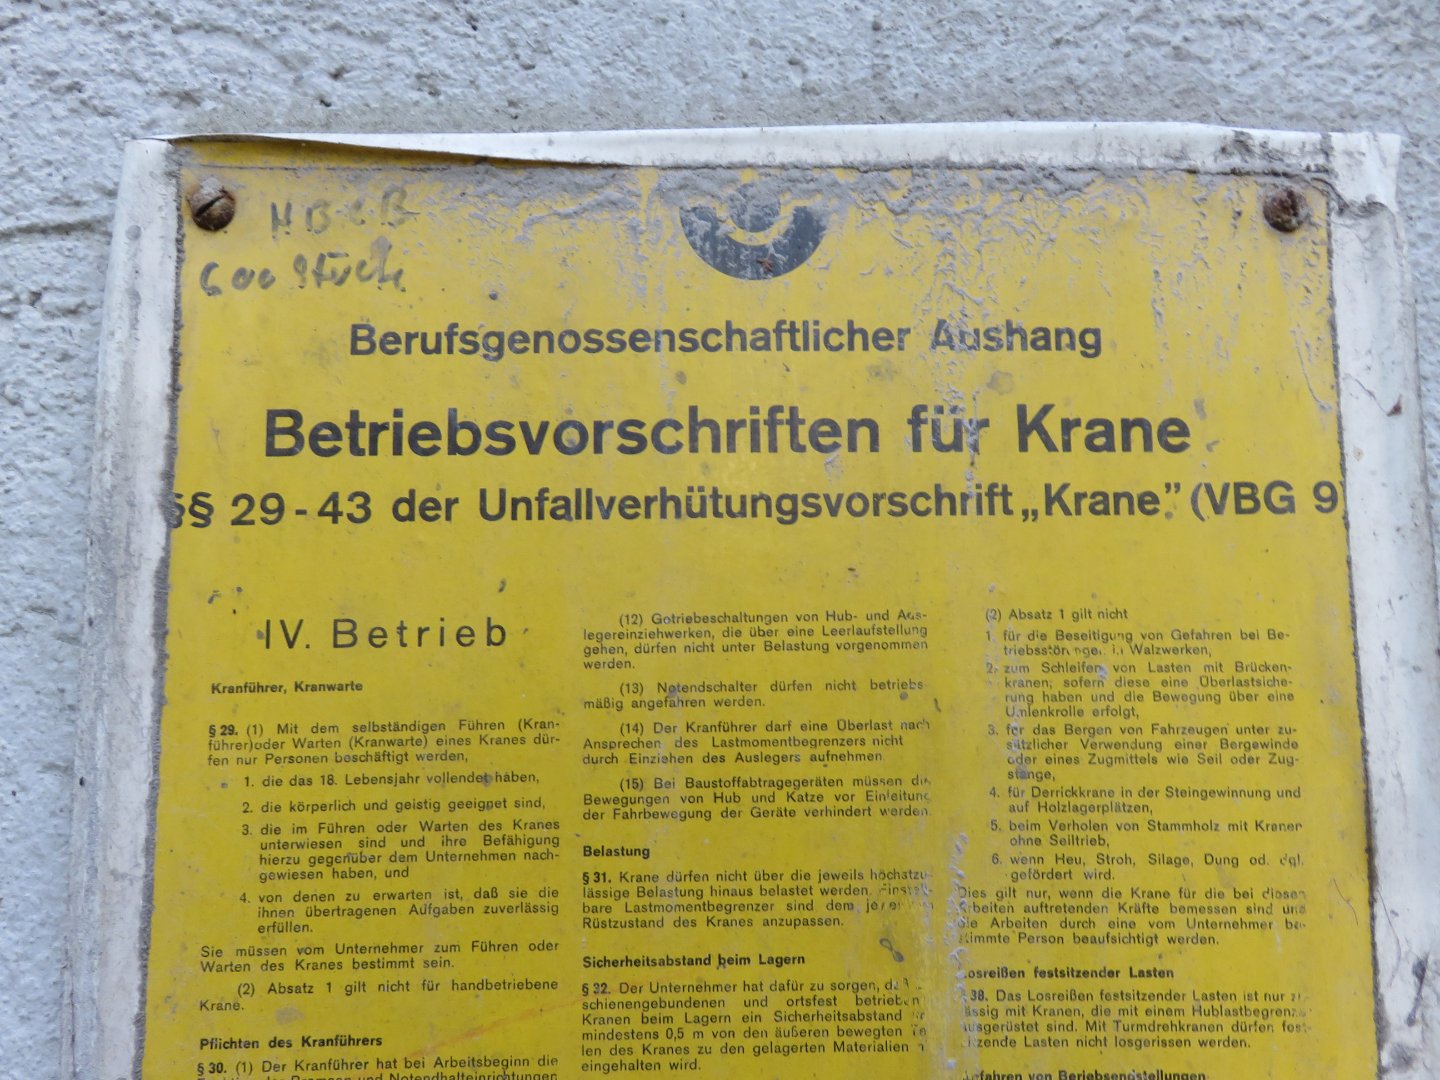 600 Stück
Berufsgenossenschaftlicher Aushang
Betriebsvorschriften für Krane
§§ 29-43 der Unfallverhütungsvorschrift „Krane” (VBG 9)
IV. Betrieb
Kranführer, Kranwarte
§ 29. (1) Mit dem selbständigen Führen (Kran-
führer) oder Warten (Kranwarte) eines Kranes dür-
fen nur Personen beschäftigt werden,
1. die das 18. Lebensjahr vollendet haben,
2. die körperlich und geistig geeignet sind,
3. die im Führen oder Warten des Kranes
unterwiesen sind und ihre Befähigung
hierzu gegenüber dem Unternehmen nach-
gewiesen haben, und
4. von denen zu erwarten ist, daß sie die
ihnen übertragenen Aufgaben zuverlässig
erfüllen.
Sie müssen vom Unternehmer zum Führen oder
Warten des Kranes bestimmt sein.
(2) Absatz 1 gilt nicht für handbetriebene
Krane.
Pflichten des Kranführers
§ 30. (1) Der Kranführer hat bei Arbeitsbeginn die
Bremsen und Notendhalteinrichtungen
(12) Getriebeschaltungen von Hub- und Aus-
legereinziehwerken, die über eine Leerlaufstellung
gehen, dürfen nicht unter Belastung vorgenommen
werden.
(13) Notendschalter dürfen nicht betriebs-
mäßig angefahren werden.
(14) Der Kranführer darf eine Überlast nach
Ansprechen des Lastmomentbegrenzers nicht
durch Einziehen des Auslegers aufnehmen.
(15) Bei Baustoffabtragegeräten müssen die
Bewegungen von Hub und Katze vor Einleitung
der Fahrbewegung der Geräte verhindert werden.
Belastung
§ 31. Krane dürfen nicht über die jeweils höchstzu-
lässige Belastung hinaus belastet werden. Einstell-
bare Lastmomentbegrenzer sind dem jeweiligen
Rüstzustand des Kranes anzupassen.
Sicherheitsabstand beim Lagern
§ 32. Der Unternehmer hat dafür zu sorgen, daß
schienengebundenen und ortsfest betriebenen
Kranen beim Lagern ein Sicherheitsabstand
mindestens 0,5 m von den äußeren bewegten Tei-
len des Kranes zu den gelagerten Materialien
eingehalten wird.
(2) Absatz 1 gilt nicht
1. für die Beseitigung von Gefahren bei Be-
triebsstörungen in Walzwerken,
2. zum Schleifen von Lasten mit Brücken-
kranen, sofern diese eine Überlastsiche-
rung haben und die Bewegung über eine
Umlenkrolle erfolgt,
3. für das Bergen von Fahrzeugen unter zu-
sätzlicher Verwendung einer Bergewinde
oder eines Zugmittels wie Seil oder Zug-
stange,
4. für Derrickkrane in der Steingewinnung und
auf Holzlagerplätzen,
5. beim Verholen von Stammholz mit Kranen
ohne Seiltrieb,
6. wenn Heu, Stroh, Silage, Dung od. dgl.
gefördert wird.
Dies gilt nur, wenn die Krane für die bei diesen
Arbeiten auftretenden Kräfte bemessen sind und
die Arbeiten durch eine vom Unternehmer be-
stimmte Person beaufsichtigt werden.
Losreißen festsitzender Lasten
38. Das Losreißen festsitzender Lasten ist nur zu-
lässig mit Kranen, die mit einem Hublastbegrenzer
ausgerüstet sind. Mit Turmdrehkranen dürfen fest-
sitzende Lasten nicht losgerissen werden.